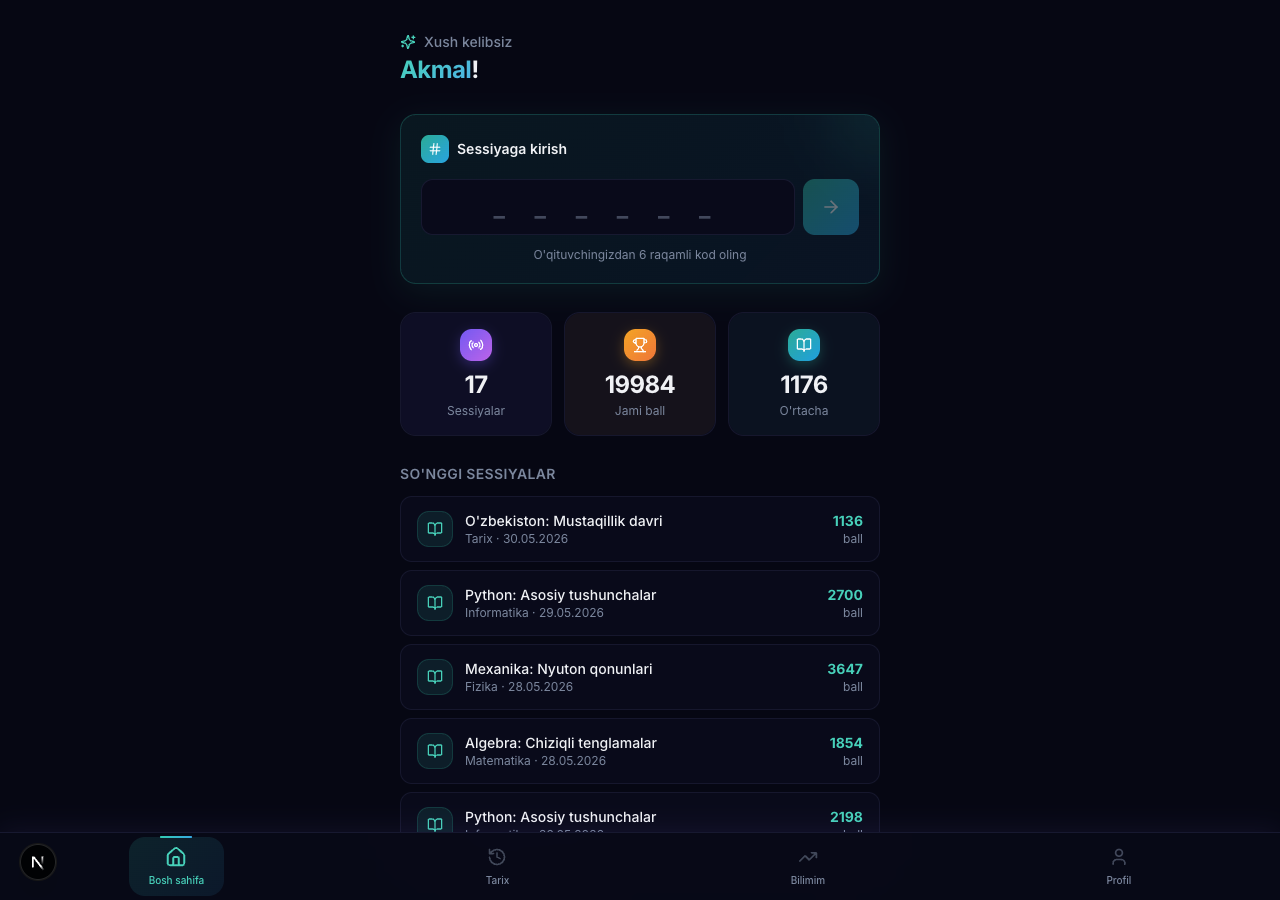 Xush kelibsiz
Akmal!
Sessiyaga kirish
_ _ _ _ _ _
O'qituvchingizdan 6 raqamli kod oling
17
Sessiyalar
19984
Jami ball
1176
O'rtacha
SO'NGGI SESSIYALAR
O'zbekiston: Mustaqillik davri
1136
Tarix · 30.05.2026
ball
Python: Asosiy tushunchalar
2700
Informatika · 29.05.2026
ball
Mexanika: Nyuton qonunlari
3647
Fizika · 28.05.2026
ball
Algebra: Chiziqli tenglamalar
1854
Matematika · 28.05.2026
ball
Python: Asosiy tushunchalar
2198
N
Bosh sahifa
Tarix
Bilimim
Profil